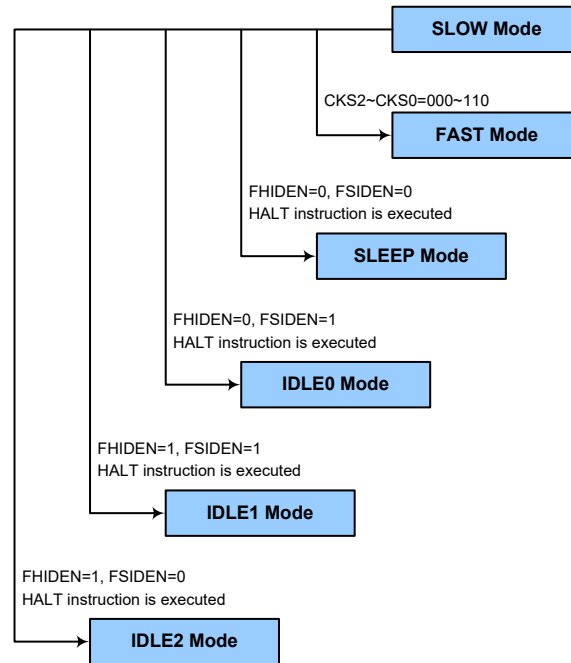 SLOW Mode
CKS2~CKS0=000~110
FAST Mode
FHIDEN=0, FSIDEN=0
HALT instruction is executed
SLEEP Mode
FHIDEN=0, FSIDEN=1
HALT instruction is executed
IDLE0 Mode
FHIDEN=1, FSIDEN=1
HALT instruction is executed
IDLE1 Mode
FHIDEN=1, FSIDEN=0
HALT instruction is executed
IDLE2 Mode